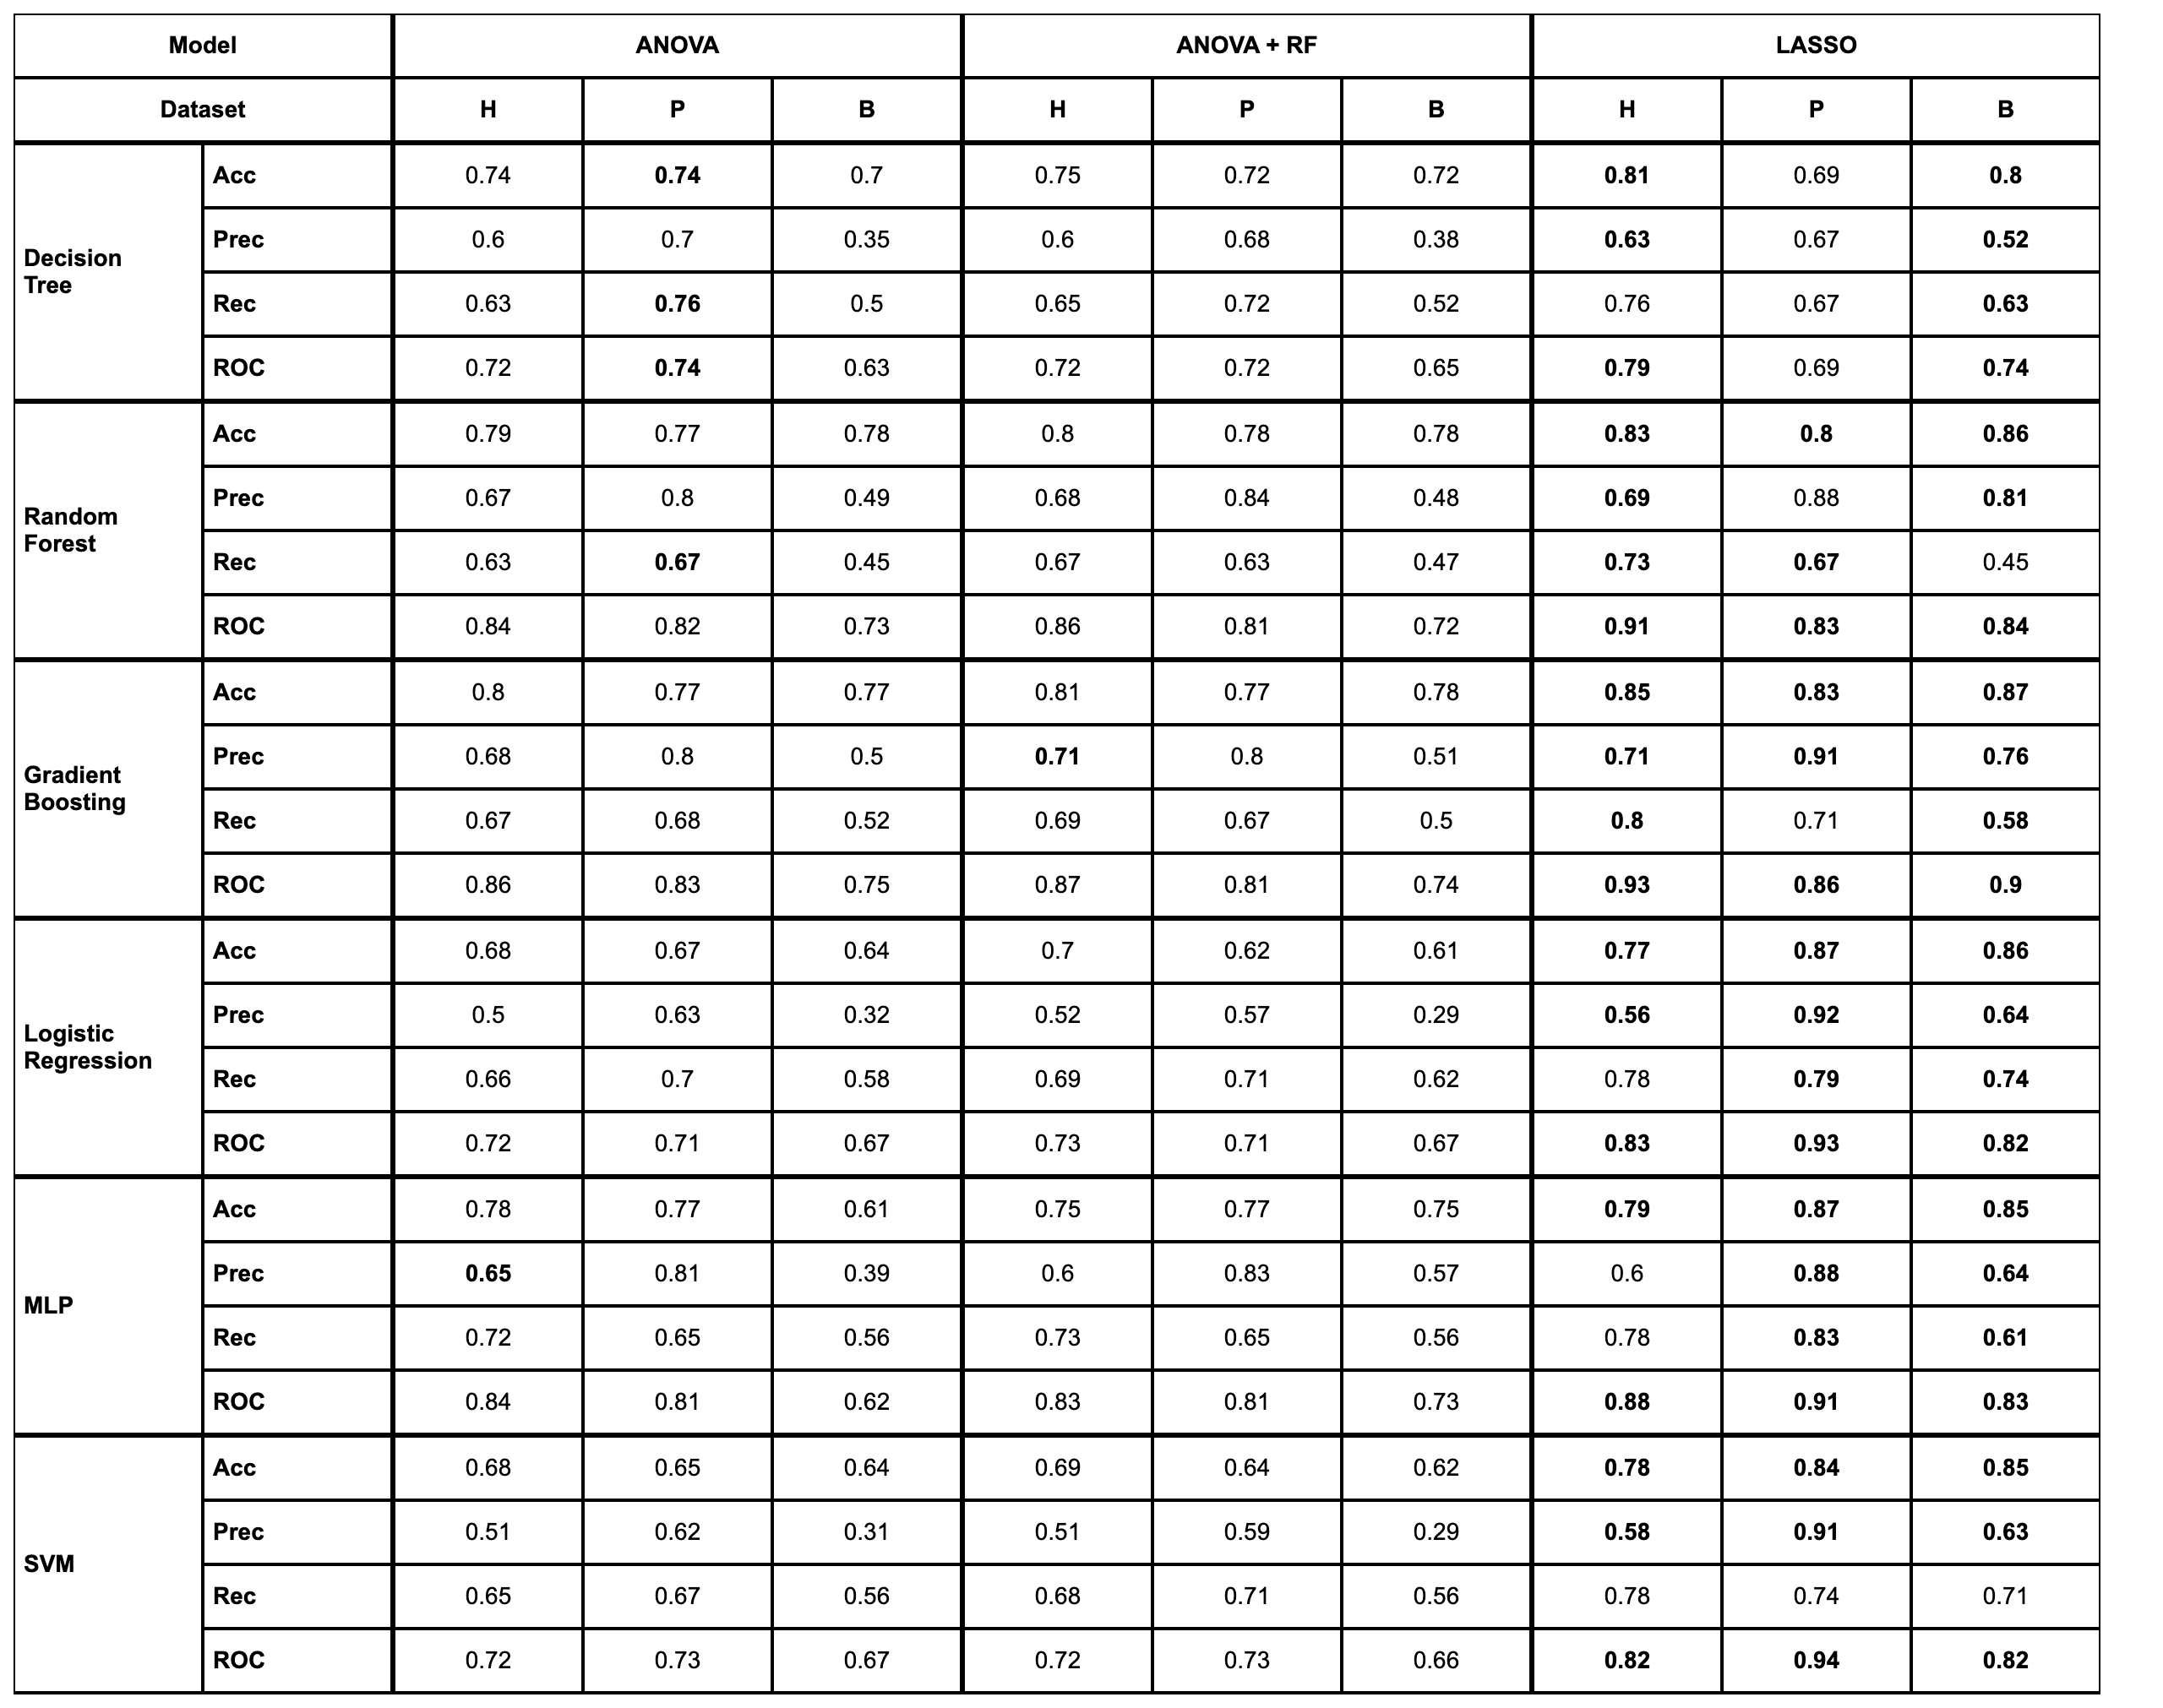 Model ANOVA ANOVA + RF LASSO
Dataset H P B H P B H P B
Decision Tree
Acc 0.74 0.74 0.7 0.75 0.72 0.72 0.81 0.69 0.8
Prec 0.6 0.7 0.35 0.6 0.68 0.38 0.63 0.67 0.52
Rec 0.63 0.76 0.5 0.65 0.72 0.52 0.76 0.67 0.63
ROC 0.72 0.74 0.63 0.72 0.72 0.65 0.79 0.69 0.74
Random Forest
Acc 0.79 0.77 0.78 0.8 0.78 0.78 0.83 0.8 0.86
Prec 0.67 0.8 0.49 0.68 0.84 0.48 0.69 0.88 0.81
Rec 0.63 0.67 0.45 0.67 0.63 0.47 0.73 0.67 0.45
ROC 0.84 0.82 0.73 0.86 0.81 0.72 0.91 0.83 0.84
Gradient Boosting
Acc 0.8 0.77 0.77 0.81 0.77 0.78 0.85 0.83 0.87
Prec 0.68 0.8 0.5 0.71 0.8 0.51 0.71 0.91 0.76
Rec 0.67 0.68 0.52 0.69 0.67 0.5 0.8 0.71 0.58
ROC 0.86 0.83 0.75 0.87 0.81 0.74 0.93 0.86 0.9
Logistic Regression
Acc 0.68 0.67 0.64 0.7 0.62 0.61 0.77 0.87 0.86
Prec 0.5 0.63 0.32 0.52 0.57 0.29 0.56 0.92 0.64
Rec 0.66 0.7 0.58 0.69 0.71 0.62 0.78 0.79 0.74
ROC 0.72 0.71 0.67 0.73 0.71 0.67 0.83 0.93 0.82
MLP
Acc 0.78 0.77 0.61 0.75 0.77 0.75 0.79 0.87 0.85
Prec 0.65 0.81 0.39 0.6 0.83 0.57 0.6 0.88 0.64
Rec 0.72 0.65 0.56 0.73 0.65 0.56 0.78 0.83 0.61
ROC 0.84 0.81 0.62 0.83 0.81 0.73 0.88 0.91 0.83
SVM
Acc 0.68 0.65 0.64 0.69 0.64 0.62 0.78 0.84 0.85
Prec 0.51 0.62 0.31 0.51 0.59 0.29 0.58 0.91 0.63
Rec 0.65 0.67 0.56 0.68 0.71 0.56 0.78 0.74 0.71
ROC 0.72 0.73 0.67 0.72 0.73 0.66 0.82 0.94 0.82